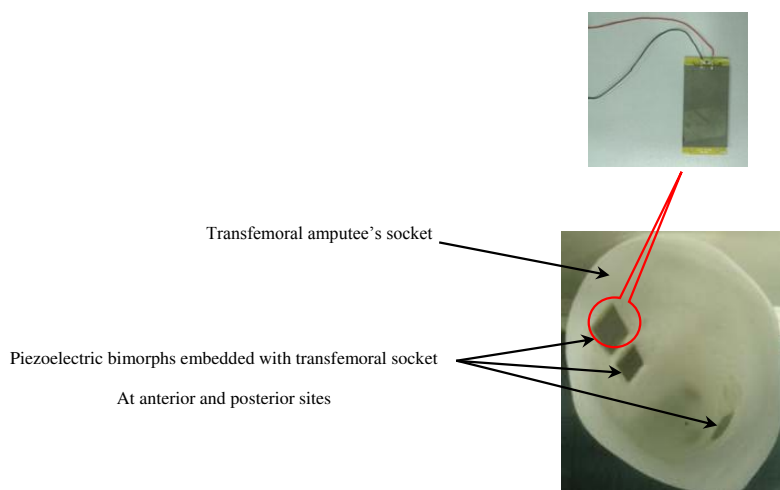 Transfemoral amputee's socket
Piezoelectric bimorphs embedded with transfemoral socket
At anterior and posterior sites